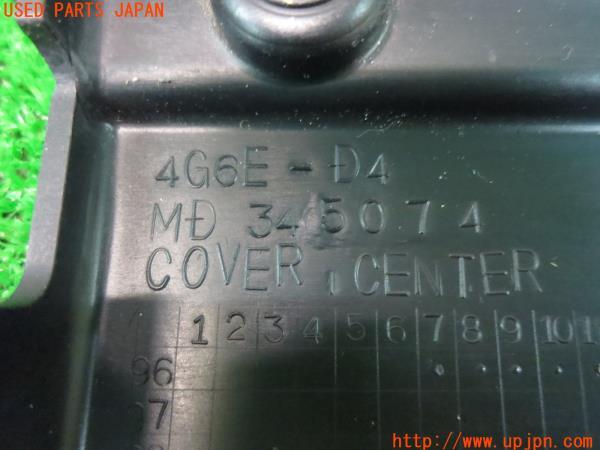 USED PARTS JAPAN
4G6E-D4
MD 345074
COVER, CENTER
1 2 3 4 5 6 7 8 9 10
96
97
http://www.upjpn.com/